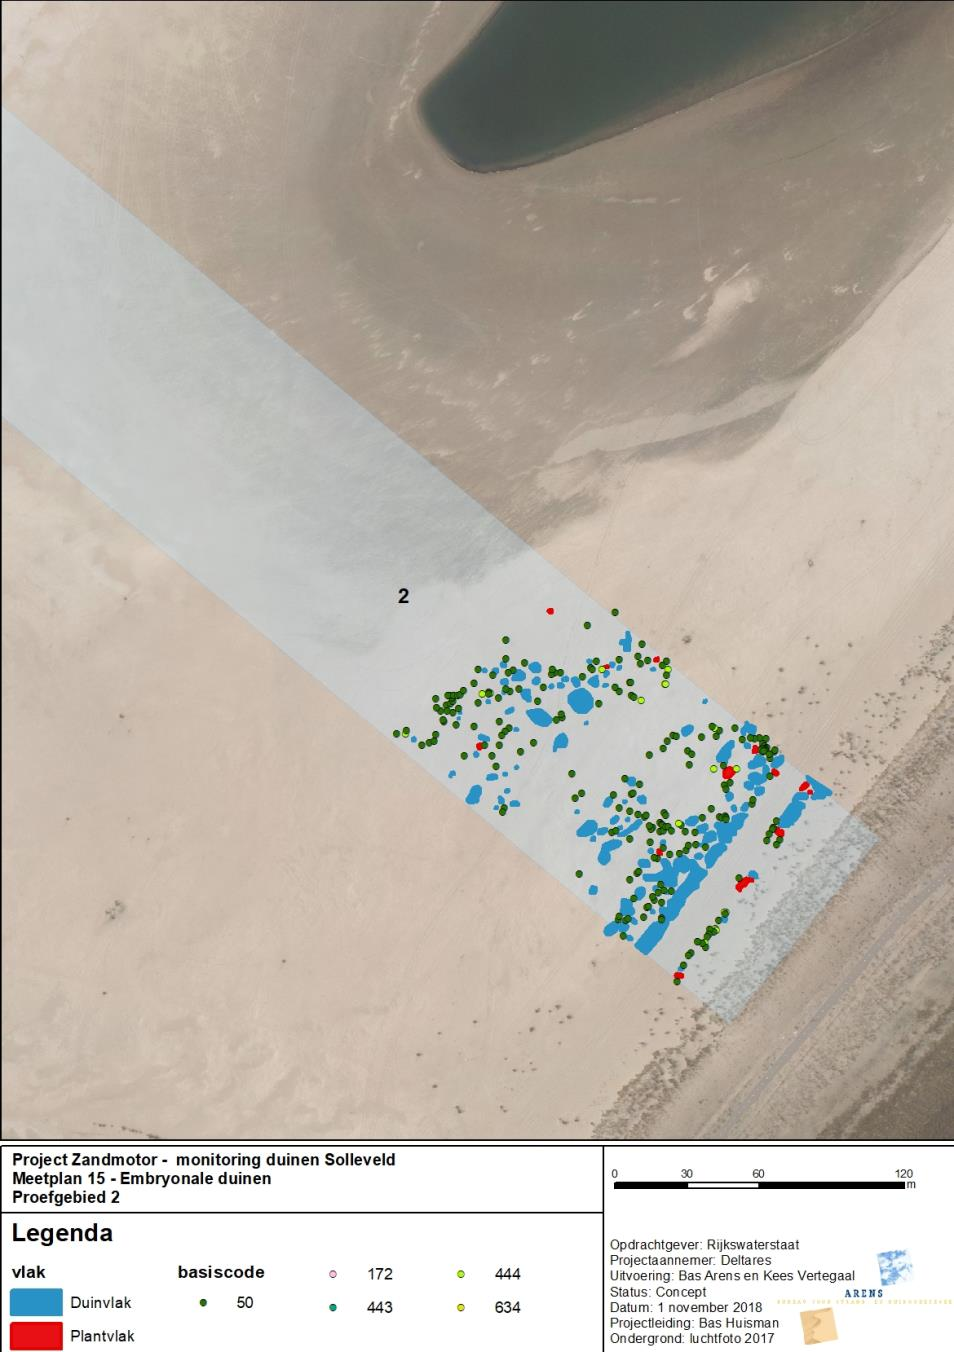 2
Project Zandmotor - monitoring duinen Solleveld
Meetplan 15 - Embryonale duinen
Proefgebied 2
Legenda
vlak
Duinvlak
Plantvlak
basiscode
50
172
443
444
634
0 30 60 120
m
Opdrachtgever: Rijkswaterstaat
Projectaannemer: Deltares
Uitvoering: Bas Arens en Kees Vertegaal
Status: Concept
Datum: 1 november 2018
Projectleiding: Bas Huisman
Ondergrond: luchtfoto 2017
ARENS